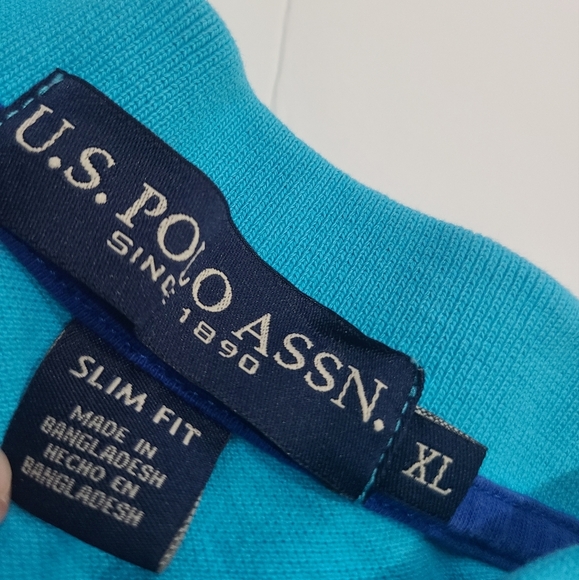 U.S. POLO ASSN.
SINCE 1890
XL
SLIM FIT
MADE IN
BANGLADESH
HECHO EN
BANGLADESH